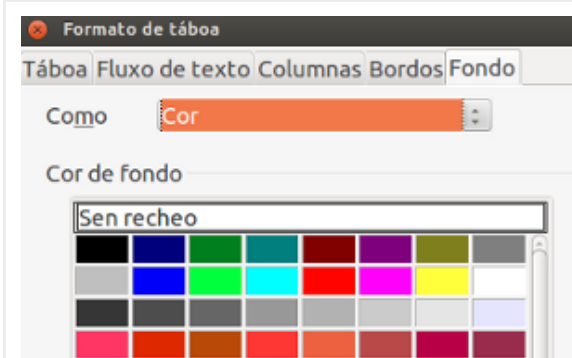 Formato de táboa
Táboa Fluxo de texto Columnas Bordos Fondo
Como Cor
Cor de fondo
Sen recheo